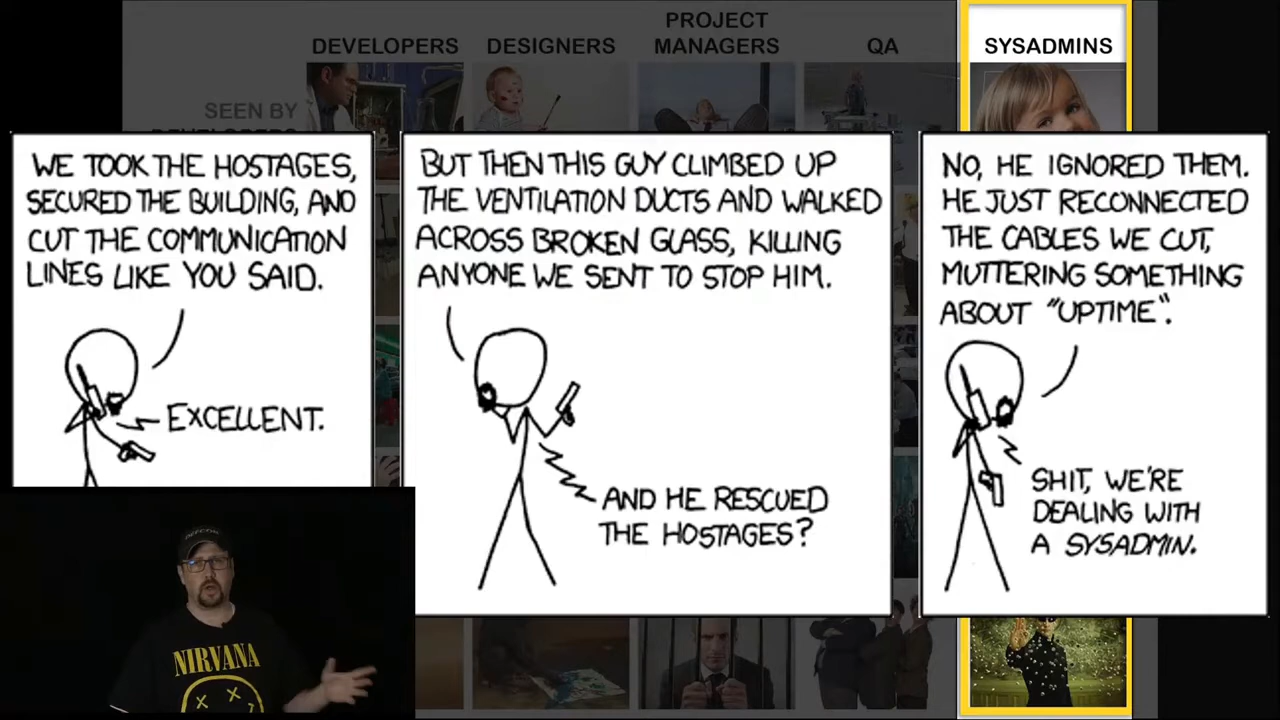 DEVELOPERS
DESIGNERS
PROJECT
MANAGERS
QA
SYSADMINS
SEEN BY
DEVELOPERS
WE TOOK THE HOSTAGES,
SECURED THE BUILDING, AND
CUT THE COMMUNICATION
LINES LIKE YOU SAID.
EXCELLENT.
BUT THEN THIS GUY CLIMBED UP
THE VENTILATION DUCTS AND WALKED
ACROSS BROKEN GLASS, KILLING
ANYONE WE SENT TO STOP HIM.
AND HE RESCUED
THE HOSTAGES?
NO, HE IGNORED THEM.
HE JUST RECONNECTED
THE CABLES WE CUT,
MUTTERING SOMETHING
ABOUT "UPTIME".
SHIT, WE'RE
DEALING WITH
A SYSADMIN.
DEFCON
NIRVANA